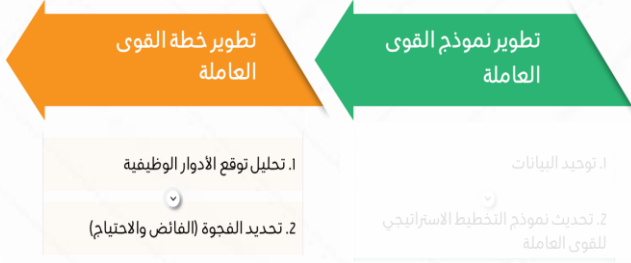 تطوير نموذج القوى
العاملة
1. توحيد البيانات
2. تحديث نموذج التخطيط الاستراتيجي
للقوى العاملة
تطوير خطة القوى
العاملة
1. تحليل توقع الأدوار الوظيفية
2. تحديد الفجوة (الفائض والاحتياج)